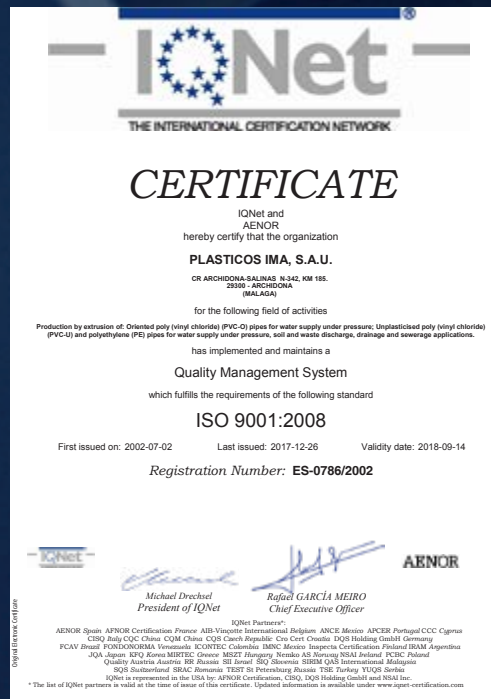 IQNet®
THE INTERNATIONAL CERTIFICATION NETWORK
CERTIFICATE
IQNet and
AENOR
hereby certify that the organization
PLASTICOS IMA, S.A.U.
CR ARCHIDONA-SALINAS N-342, KM 185.
29300 - ARCHIDONA
(MALAGA)
for the following field of activities
Production by extrusion of: Oriented poly (vinyl chloride) (PVC-O) pipes for water supply under pressure; Unplasticised poly (vinyl chloride)
(PVC-U) and polyethylene (PE) pipes for water supply under pressure, soil and waste discharge, drainage and sewerage applications.
has implemented and maintains a
Quality Management System
which fulfills the requirements of the following standard
ISO 9001:2008
First issued on: 2002-07-02 Last issued: 2017-12-26 Validity date: 2018-09-14
Registration Number: ES-0786/2002
IQNet
AENOR
Michael Drechsel
President of IQNet
Rafael GARCÍA MEIRO
Chief Executive Officer
Original Electronic Certificate
IQNet Partners*:
AENOR Spain AFNOR Certification France AIB-Vinçotte International Belgium ANCE Mexico APCER Portugal CCC Cyprus
CISQ Italy CQC China CQM China CQS Czech Republic Cro Cert Croatia DQS Holding GmbH Germany
FCAV Brazil FONDONORMA Venezuela ICONTEC Colombia IMNC Mexico Inspecta Certification Finland IRAM Argentina
JQA Japan KFQ Korea MIRTEC Greece MSZT Hungary Nemko AS Norway NSAI Ireland PCBC Poland
Quality Austria Austria RR Russia SII Israel SIQ Slovenia SIRIM QAS International Malaysia
SQS Switzerland SRAC Romania TEST St Petersburg Russia TSE Turkey YUQS Serbia
IQNet is represented in the USA by: AFNOR Certification, CISQ, DQS Holding GmbH and NSAI Inc.
* The list of IQNet partners is valid at the time of issue of this certificate. Updated information is available under www.iqnet-certification.com